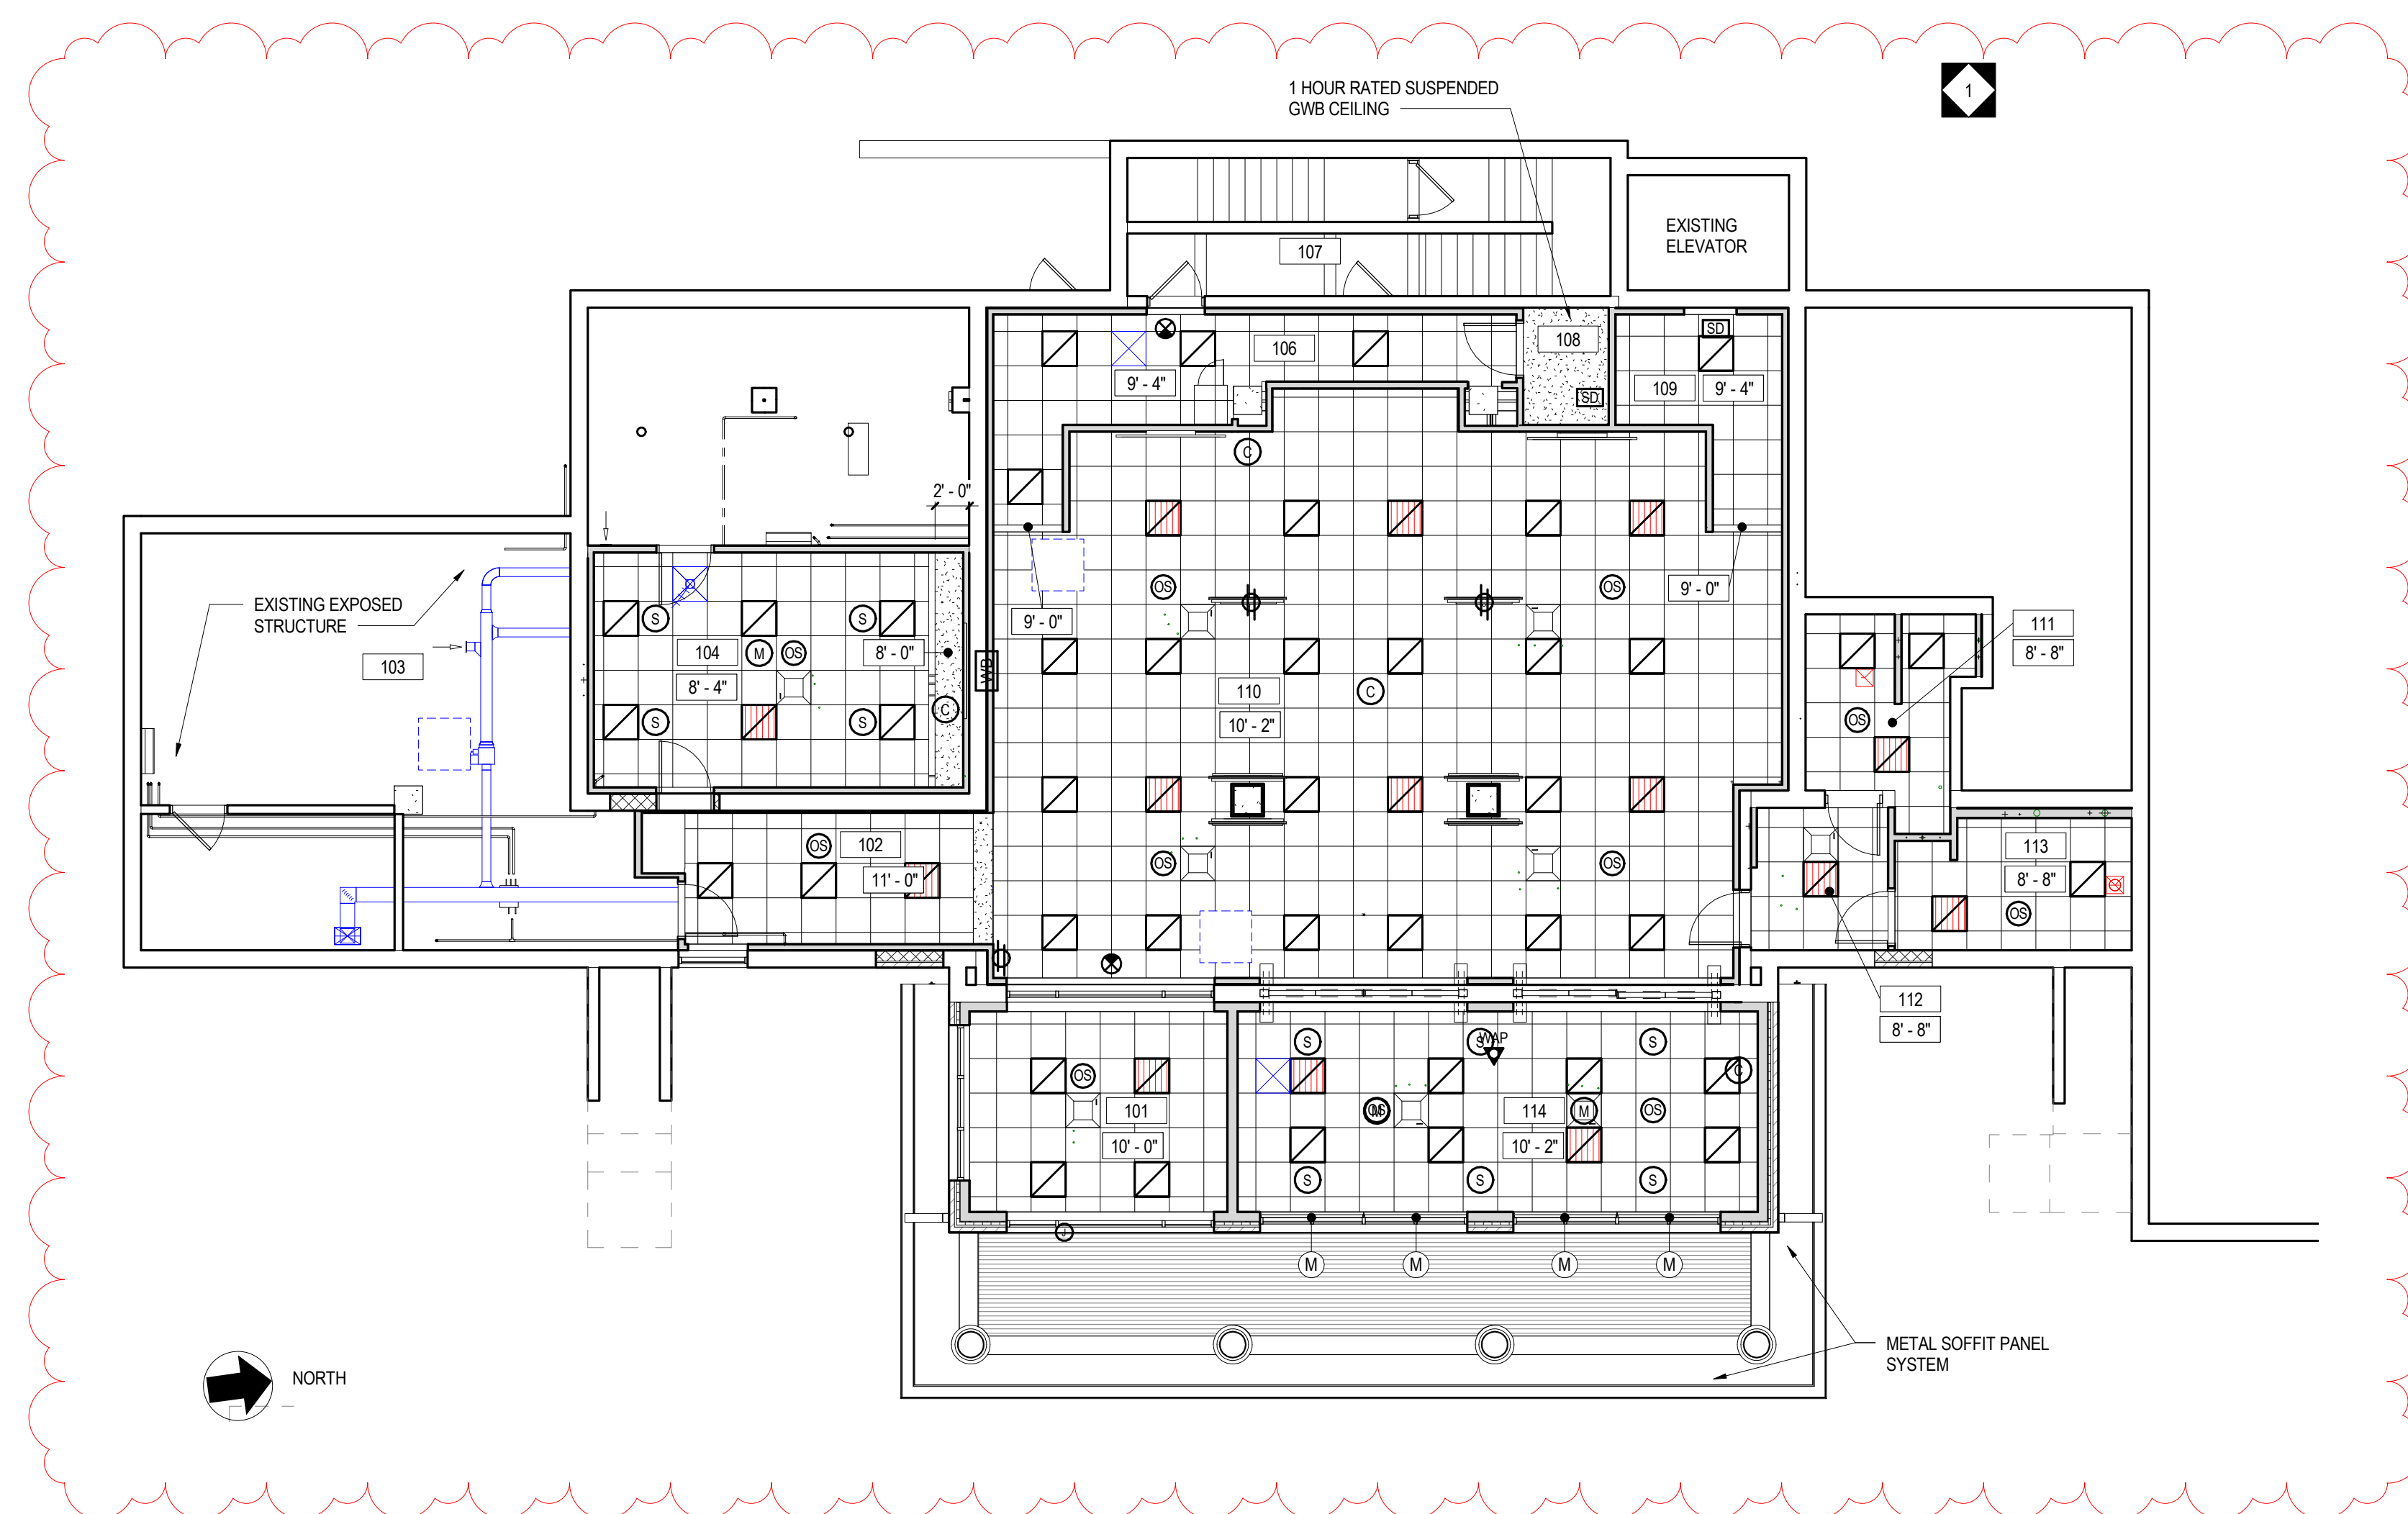 1
1 HOUR RATED SUSPENDED
GWB CEILING
EXISTING
ELEVATOR
107
106
108
SD
9' - 4"
SD
109
9' - 4"
C
2' - 0"
OS
OS
9' - 0"
9' - 0"
EXISTING EXPOSED
STRUCTURE
103
S
S
104
M
OS
8' - 0"
8' - 4"
S
S
C
WB
110
10' - 2"
C
111
8' - 8"
OS
OS
102
11' - 0"
OS
OS
113
8' - 8"
OS
112
8' - 8"
S
S
WAP
S
OS
C
101
10' - 0"
OS
M
114
10' - 2"
M
OS
S
S
S
J
M
M
M
M
METAL SOFFIT PANEL
SYSTEM
NORTH